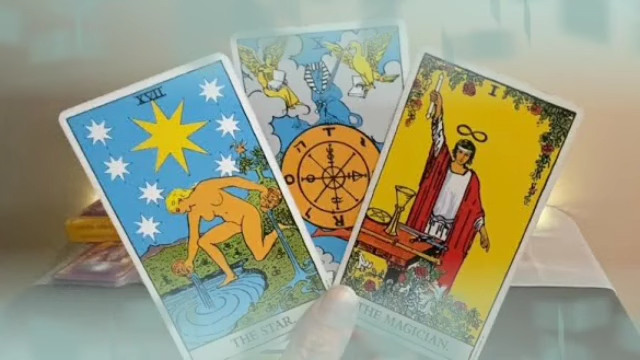 XVII
THE STAR.
X
I
THE MAGICIAN.